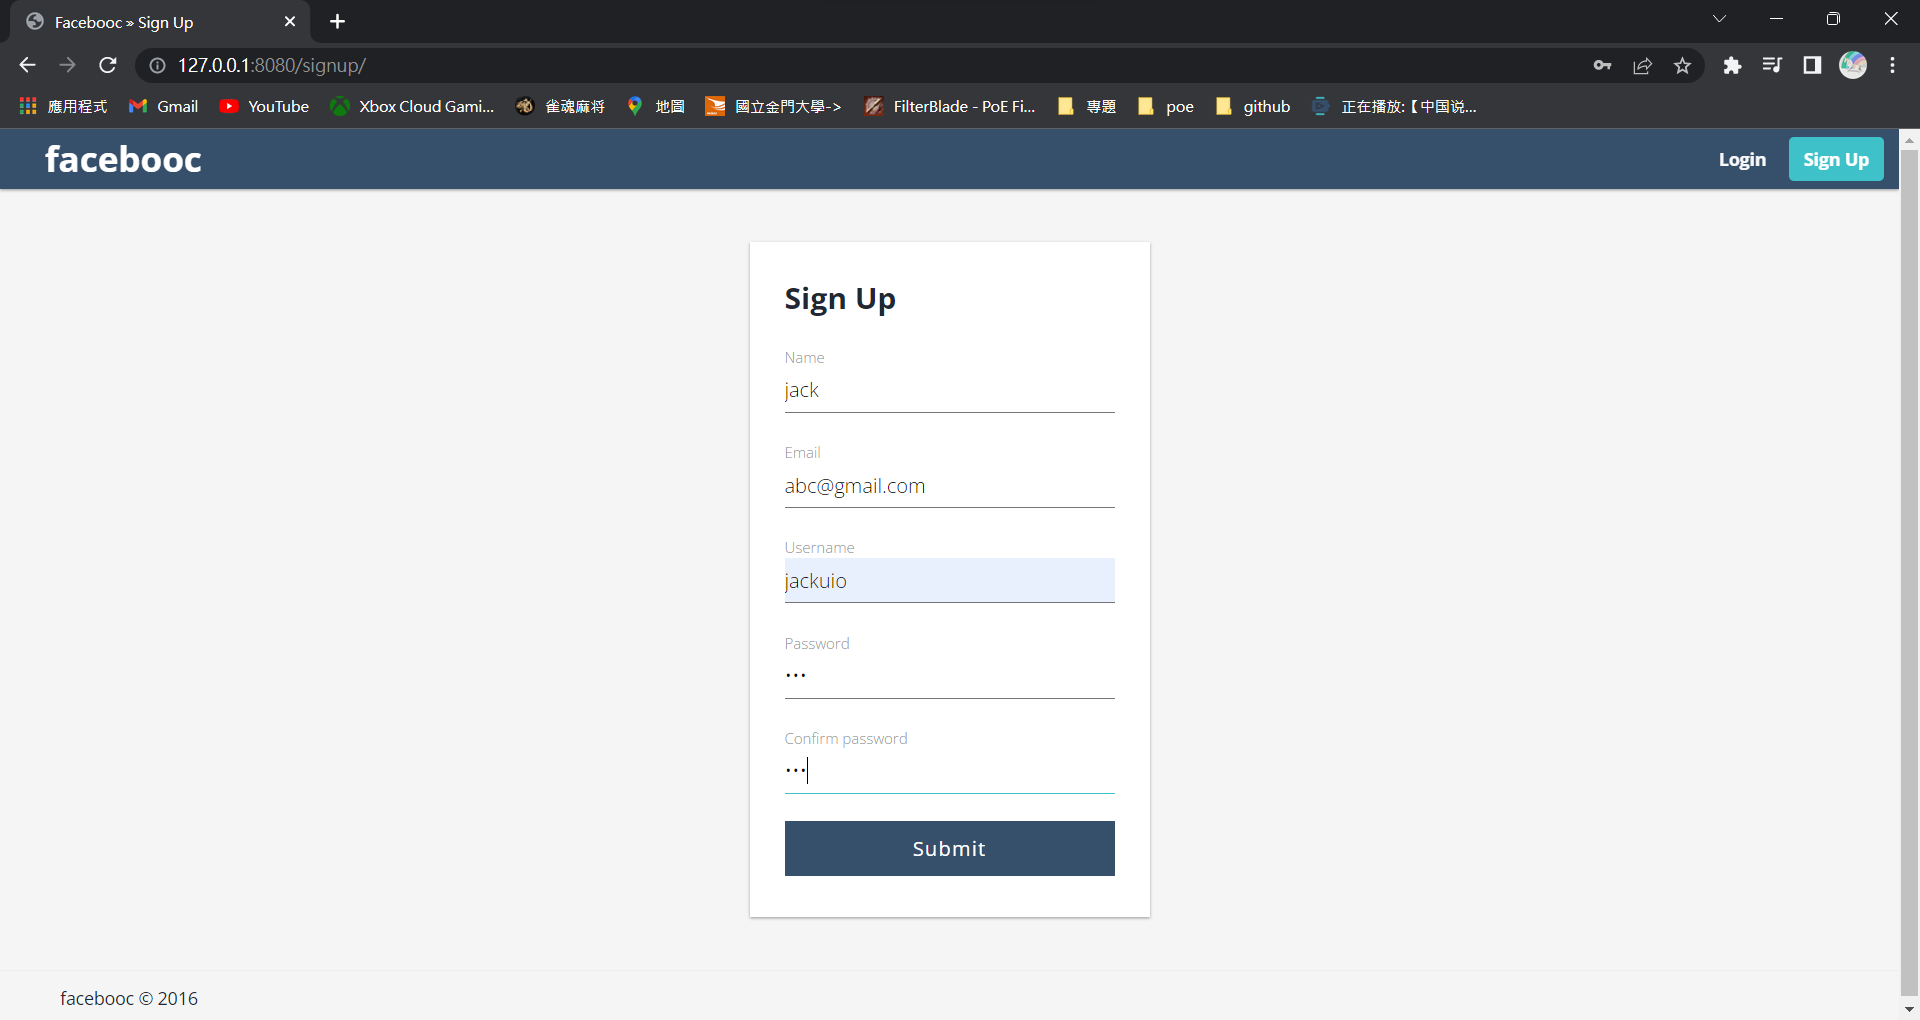 Facebooc » Sign Up
127.0.0.1:8080/signup/
應用程式 Gmail YouTube Xbox Cloud Gami... 雀魂麻将 地圖 國立金門大學-> FilterBlade - PoE Fi... 專題 poe github 正在播放:【中国说...
facebooc Login Sign Up
Sign Up
Name
jack
Email
abc@gmail.com
Username
jackuio
Password
•••
Confirm password
•••
Submit
facebooc © 2016